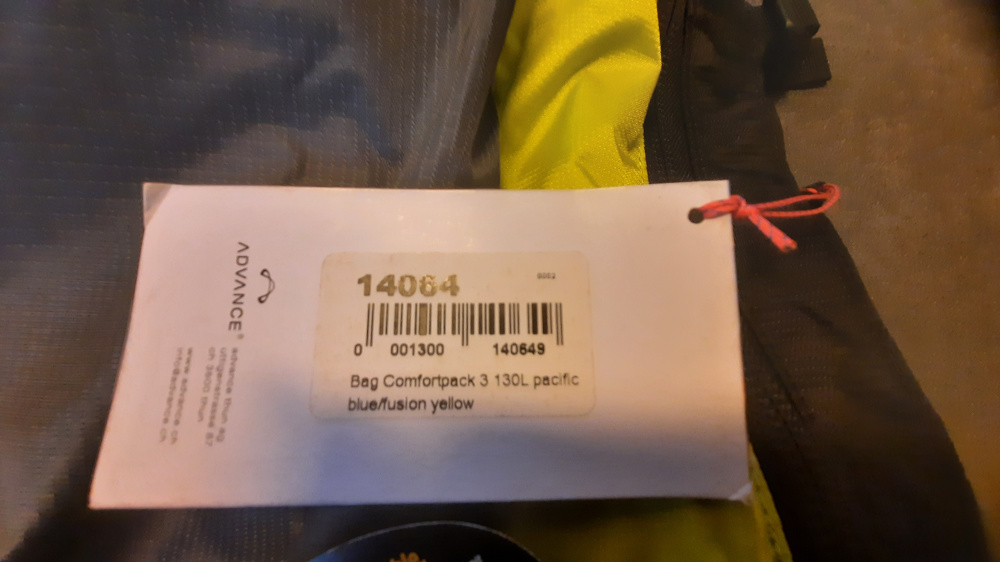 14064
0002
0 001300 140649
Bag Comfortpack 3 130L pacific
blue/fusion yellow
ADVANCE®
advance thun ag
uttigenstrasse 87
ch 3600 thun
www.advance.ch
info@advance.ch